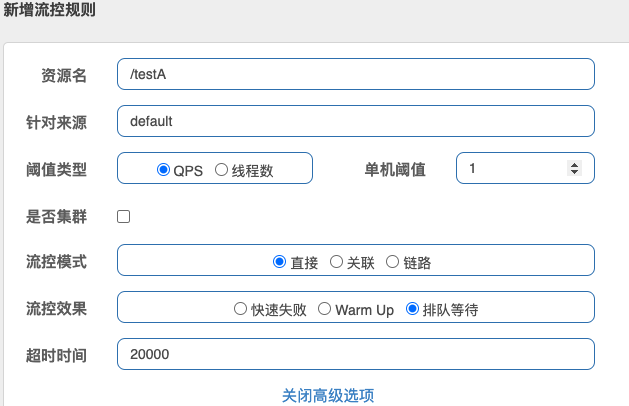 新增流控规则
资源名 /testA
针对来源 default
阈值类型 QPS 线程数 单机阈值 1
是否集群
流控模式 直接 关联 链路
流控效果 快速失败 Warm Up 排队等待
超时时间 20000
关闭高级选项